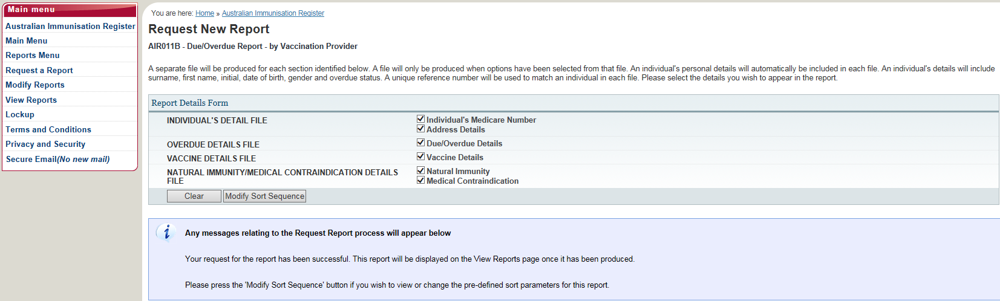 Main menu
Australian Immunisation Register
Main Menu
Reports Menu
Request a Report
Modify Reports
View Reports
Lockup
Terms and Conditions
Privacy and Security
Secure Email(No new mail)
You are here: Home » Australian Immunisation Register
Request New Report
AIR011B - Due/Overdue Report - by Vaccination Provider
A separate file will be produced for each section identified below. A file will only be produced when options have been selected from that file. An individual's personal details will automatically be included in each file. An individual's details will include
surname, first name, initial, date of birth, gender and overdue status. A unique reference number will be used to match an individual in each file. Please select the details you wish to appear in the report.
Report Details Form
INDIVIDUAL'S DETAIL FILE
Individual's Medicare Number
Address Details
OVERDUE DETAILS FILE
Due/Overdue Details
VACCINE DETAILS FILE
Vaccine Details
NATURAL IMMUNITY/MEDICAL CONTRAINDICATION DETAILS
FILE
Natural Immunity
Medical Contraindication
Clear
Modify Sort Sequence
Any messages relating to the Request Report process will appear below
Your request for the report has been successful. This report will be displayed on the View Reports page once it has been produced.
Please press the 'Modify Sort Sequence' button if you wish to view or change the pre-defined sort parameters for this report.